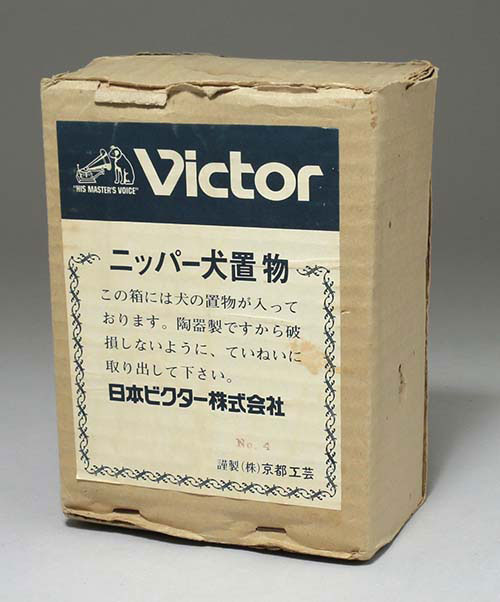 Victor
"HIS MASTER'S VOICE"
ニッパー犬置物
この箱には犬の置物が入って
おります。陶器製ですから破
損しないように、ていねいに
取り出して下さい。
日本ビクター株式会社
No. 4
謹製(株)京都工芸